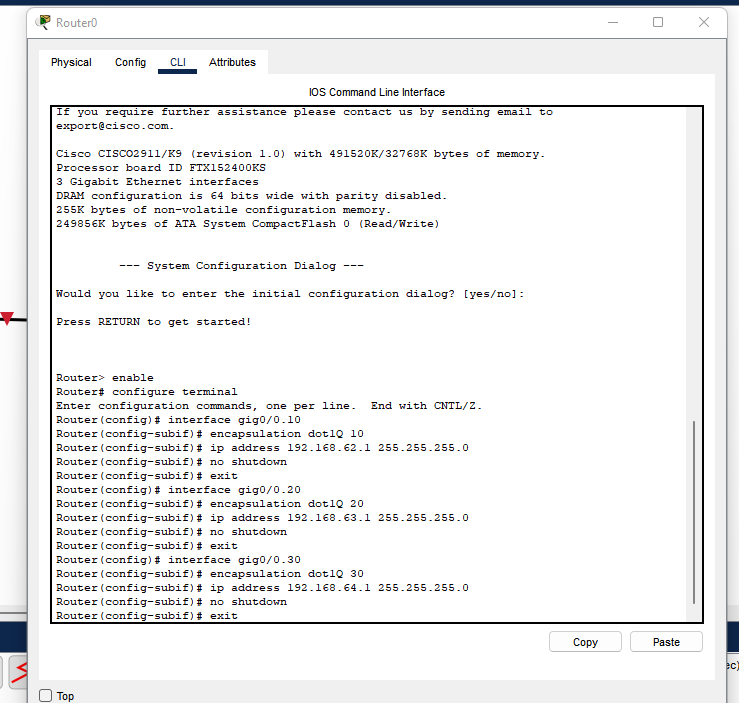 Router0
Physical Config CLI Attributes
IOS Command Line Interface
If you require further assistance please contact us by sending email to
export@cisco.com.
Cisco CISCO2911/K9 (revision 1.0) with 491520K/32768K bytes of memory.
Processor board ID FTX152400KS
3 Gigabit Ethernet interfaces
DRAM configuration is 64 bits wide with parity disabled.
255K bytes of non-volatile configuration memory.
249856K bytes of ATA System CompactFlash 0 (Read/Write)
--- System Configuration Dialog ---
Would you like to enter the initial configuration dialog? [yes/no]:
Press RETURN to get started!
Router> enable
Router# configure terminal
Enter configuration commands, one per line.  End with CNTL/Z.
Router(config)# interface gig0/0.10
Router(config-subif)# encapsulation dot1Q 10
Router(config-subif)# ip address 192.168.62.1 255.255.255.0
Router(config-subif)# no shutdown
Router(config-subif)# exit
Router(config)# interface gig0/0.20
Router(config-subif)# encapsulation dot1Q 20
Router(config-subif)# ip address 192.168.63.1 255.255.255.0
Router(config-subif)# no shutdown
Router(config-subif)# exit
Router(config)# interface gig0/0.30
Router(config-subif)# encapsulation dot1Q 30
Router(config-subif)# ip address 192.168.64.1 255.255.255.0
Router(config-subif)# no shutdown
Router(config-subif)# exit
Copy Paste
ec)
Top